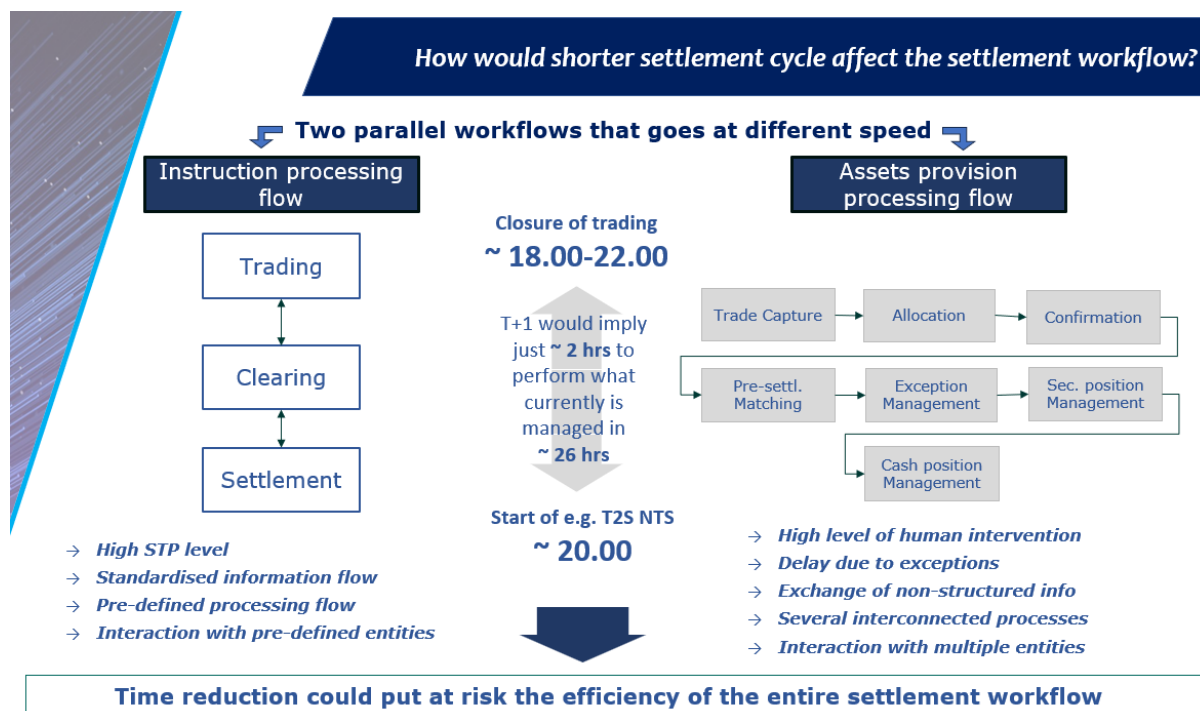 How would shorter settlement cycle affect the settlement workflow?
Two parallel workflows that goes at different speed
Instruction processing
flow
Trading
Clearing
Settlement
→ High STP level
→ Standardised information flow
→ Pre-defined processing flow
→ Interaction with pre-defined entities
Closure of trading
~ 18.00-22.00
T+1 would imply
just ~ 2 hrs to
perform what
currently is
managed in
~ 26 hrs
Start of e.g. T2S NTS
~ 20.00
Assets provision
processing flow
Trade Capture
Allocation
Confirmation
Pre-settl.
Matching
Exception
Management
Sec. position
Management
Cash position
Management
→ High level of human intervention
→ Delay due to exceptions
→ Exchange of non-structured info
→ Several interconnected processes
→ Interaction with multiple entities
Time reduction could put at risk the efficiency of the entire settlement workflow